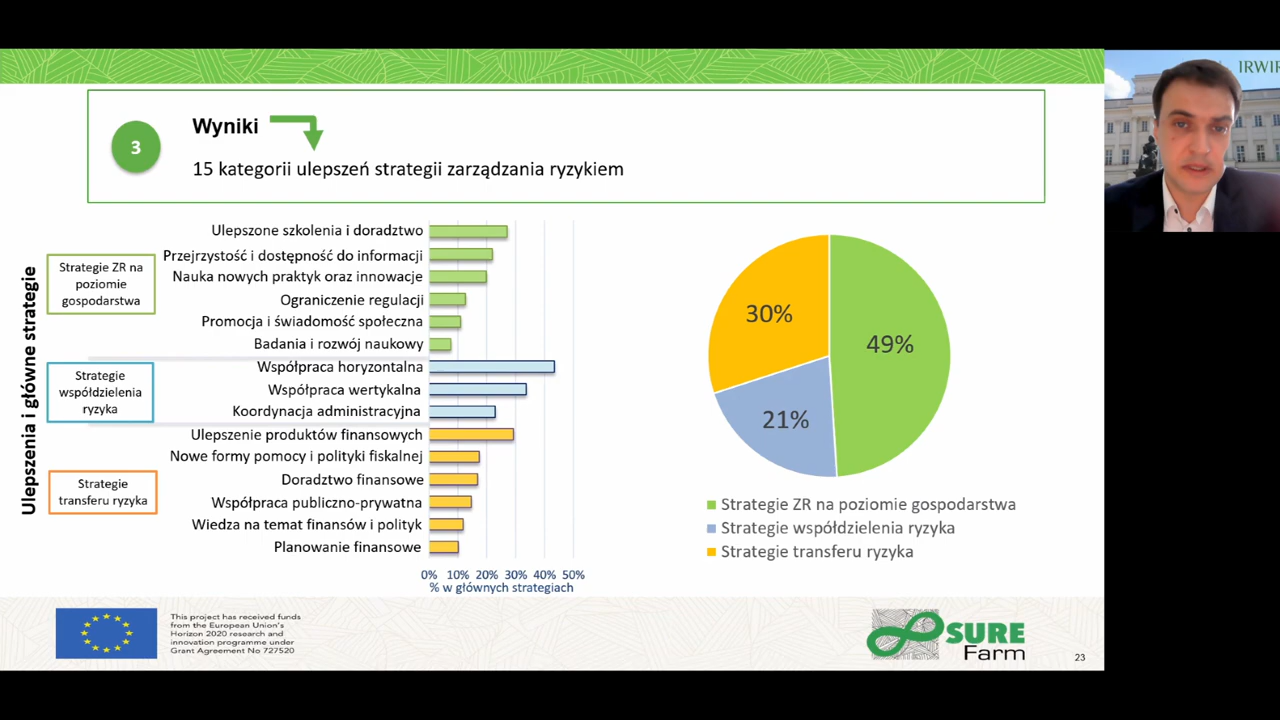 IRWIR
3
Wyniki
15 kategorii ulepszeń strategii zarządzania ryzykiem
Ulepszenia i główne strategie
Strategie ZR na
poziomie
gospodarstwa
Strategie
współdzielenia
ryzyka
Strategie
transferu ryzyka
Ulepszone szkolenia i doradztwo
Przejrzystość i dostępność do informacji
Nauka nowych praktyk oraz innowacje
Ograniczenie regulacji
Promocja i świadomość społeczna
Badania i rozwój naukowy
Współpraca horyzontalna
Współpraca wertykalna
Koordynacja administracyjna
Ulepszenie produktów finansowych
Nowe formy pomocy i polityki fiskalnej
Doradztwo finansowe
Współpraca publiczno-prywatna
Wiedza na temat finansów i polityk
Planowanie finansowe
0% 10% 20% 30% 40% 50%
% w głównych strategiach
30%
49%
21%
Strategie ZR na poziomie gospodarstwa
Strategie współdzielenia ryzyka
Strategie transferu ryzyka
This project has received funds
from the European Union's
Horizon 2020 research and
innovation programme under
Grant Agreement No 727520
SURE
Farm
23